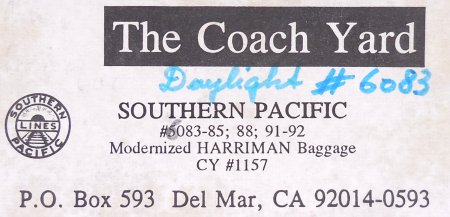 The Coach Yard
Daylight # 6083
SOUTHERN PACIFIC
#6083-85; 88; 91-92
Modernized HARRIMAN Baggage
CY #1157
SOUTHERN
LINES
PACIFIC
P.O. Box 593 Del Mar, CA 92014-0593